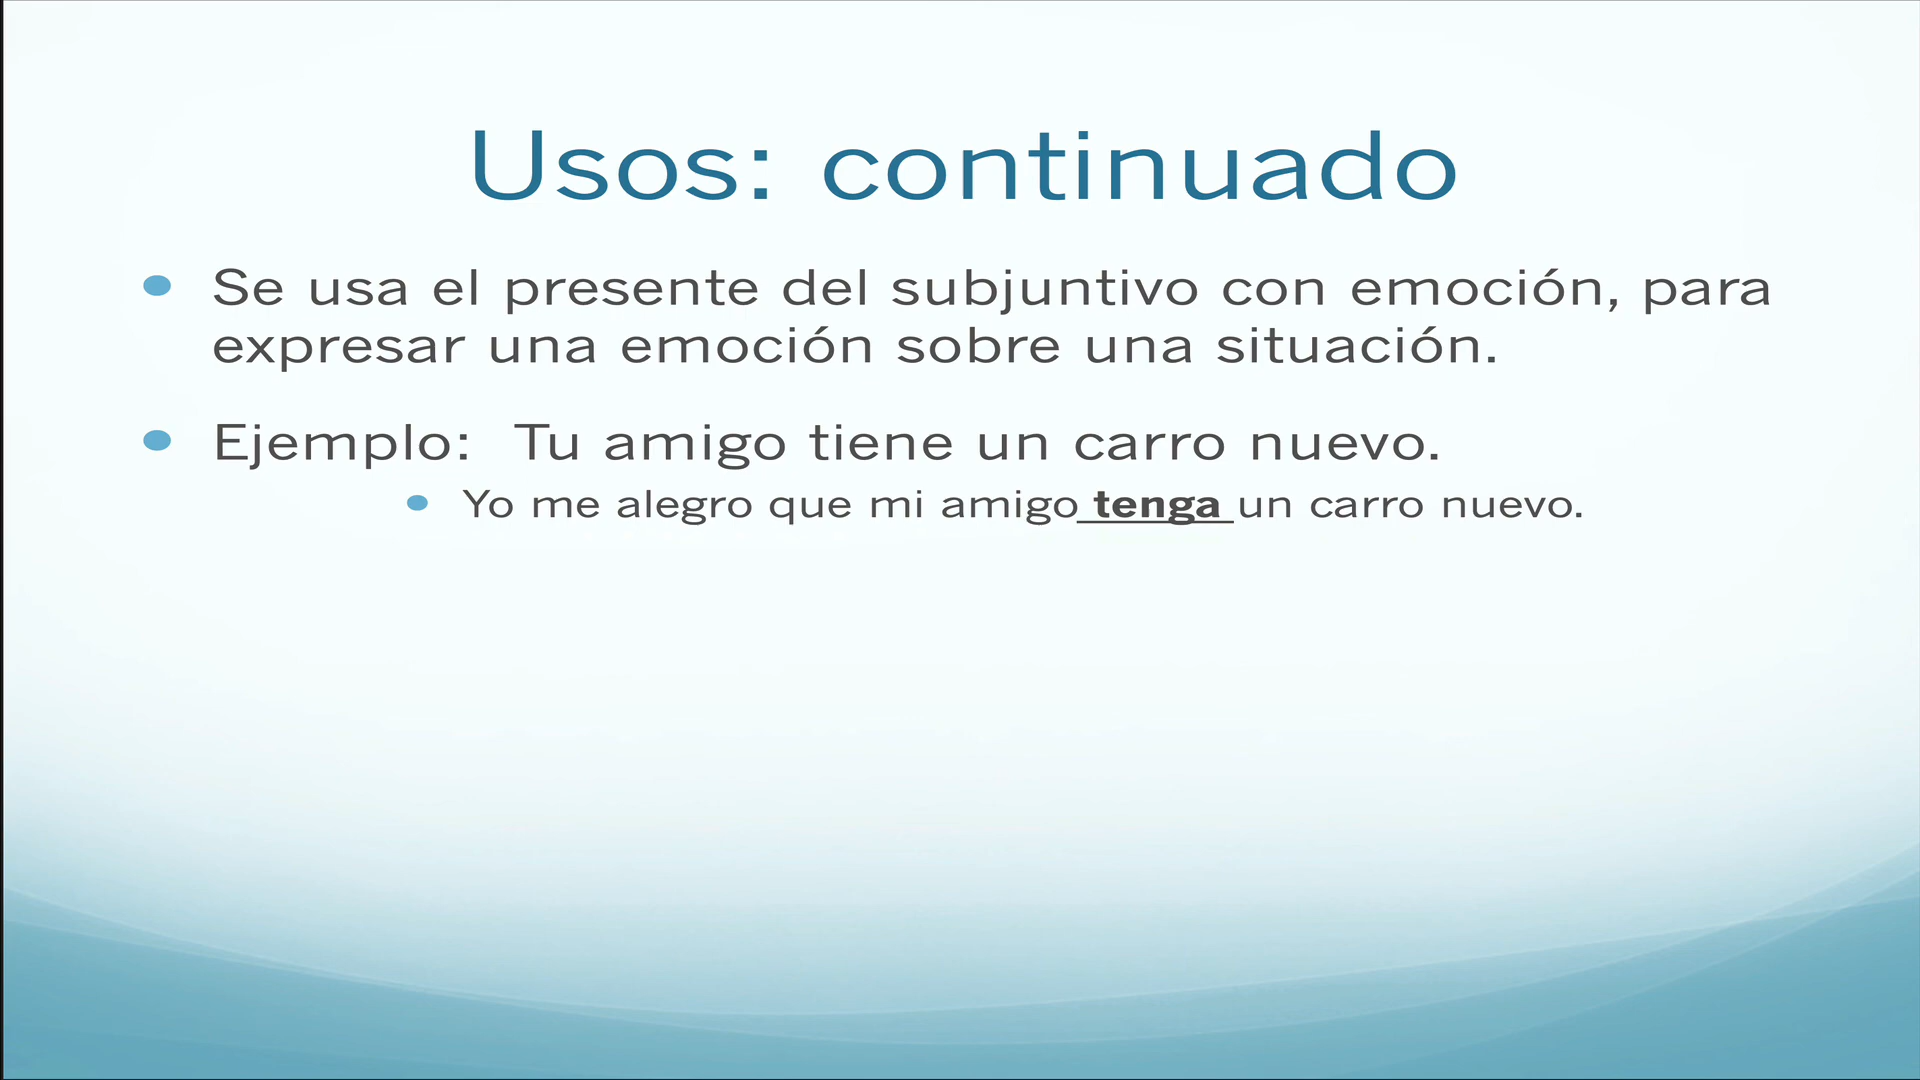 Usos: continuado
Se usa el presente del subjuntivo con emoción, para
expresar una emoción sobre una situación.
Ejemplo: Tu amigo tiene un carro nuevo.
Yo me alegro que mi amigo tenga un carro nuevo.